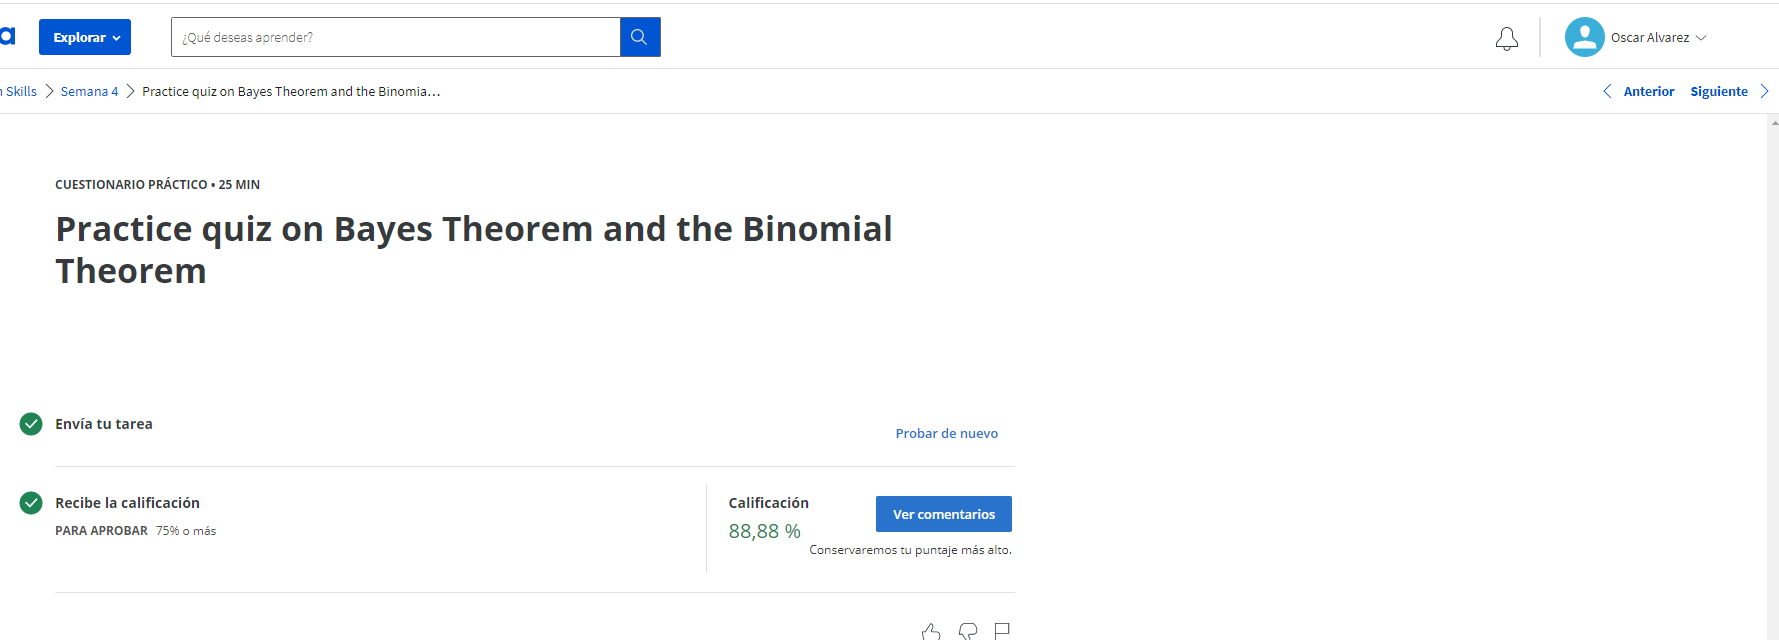 a Explorar ¿Qué deseas aprender? Oscar Alvarez
n Skills Semana 4 Practice quiz on Bayes Theorem and the Binomia... Anterior Siguiente
CUESTIONARIO PRÁCTICO • 25 MIN
Practice quiz on Bayes Theorem and the Binomial
Theorem
Envía tu tarea
Probar de nuevo
Recibe la calificación
PARA APROBAR 75% o más
Calificación
88,88 %
Ver comentarios
Conservaremos tu puntaje más alto.